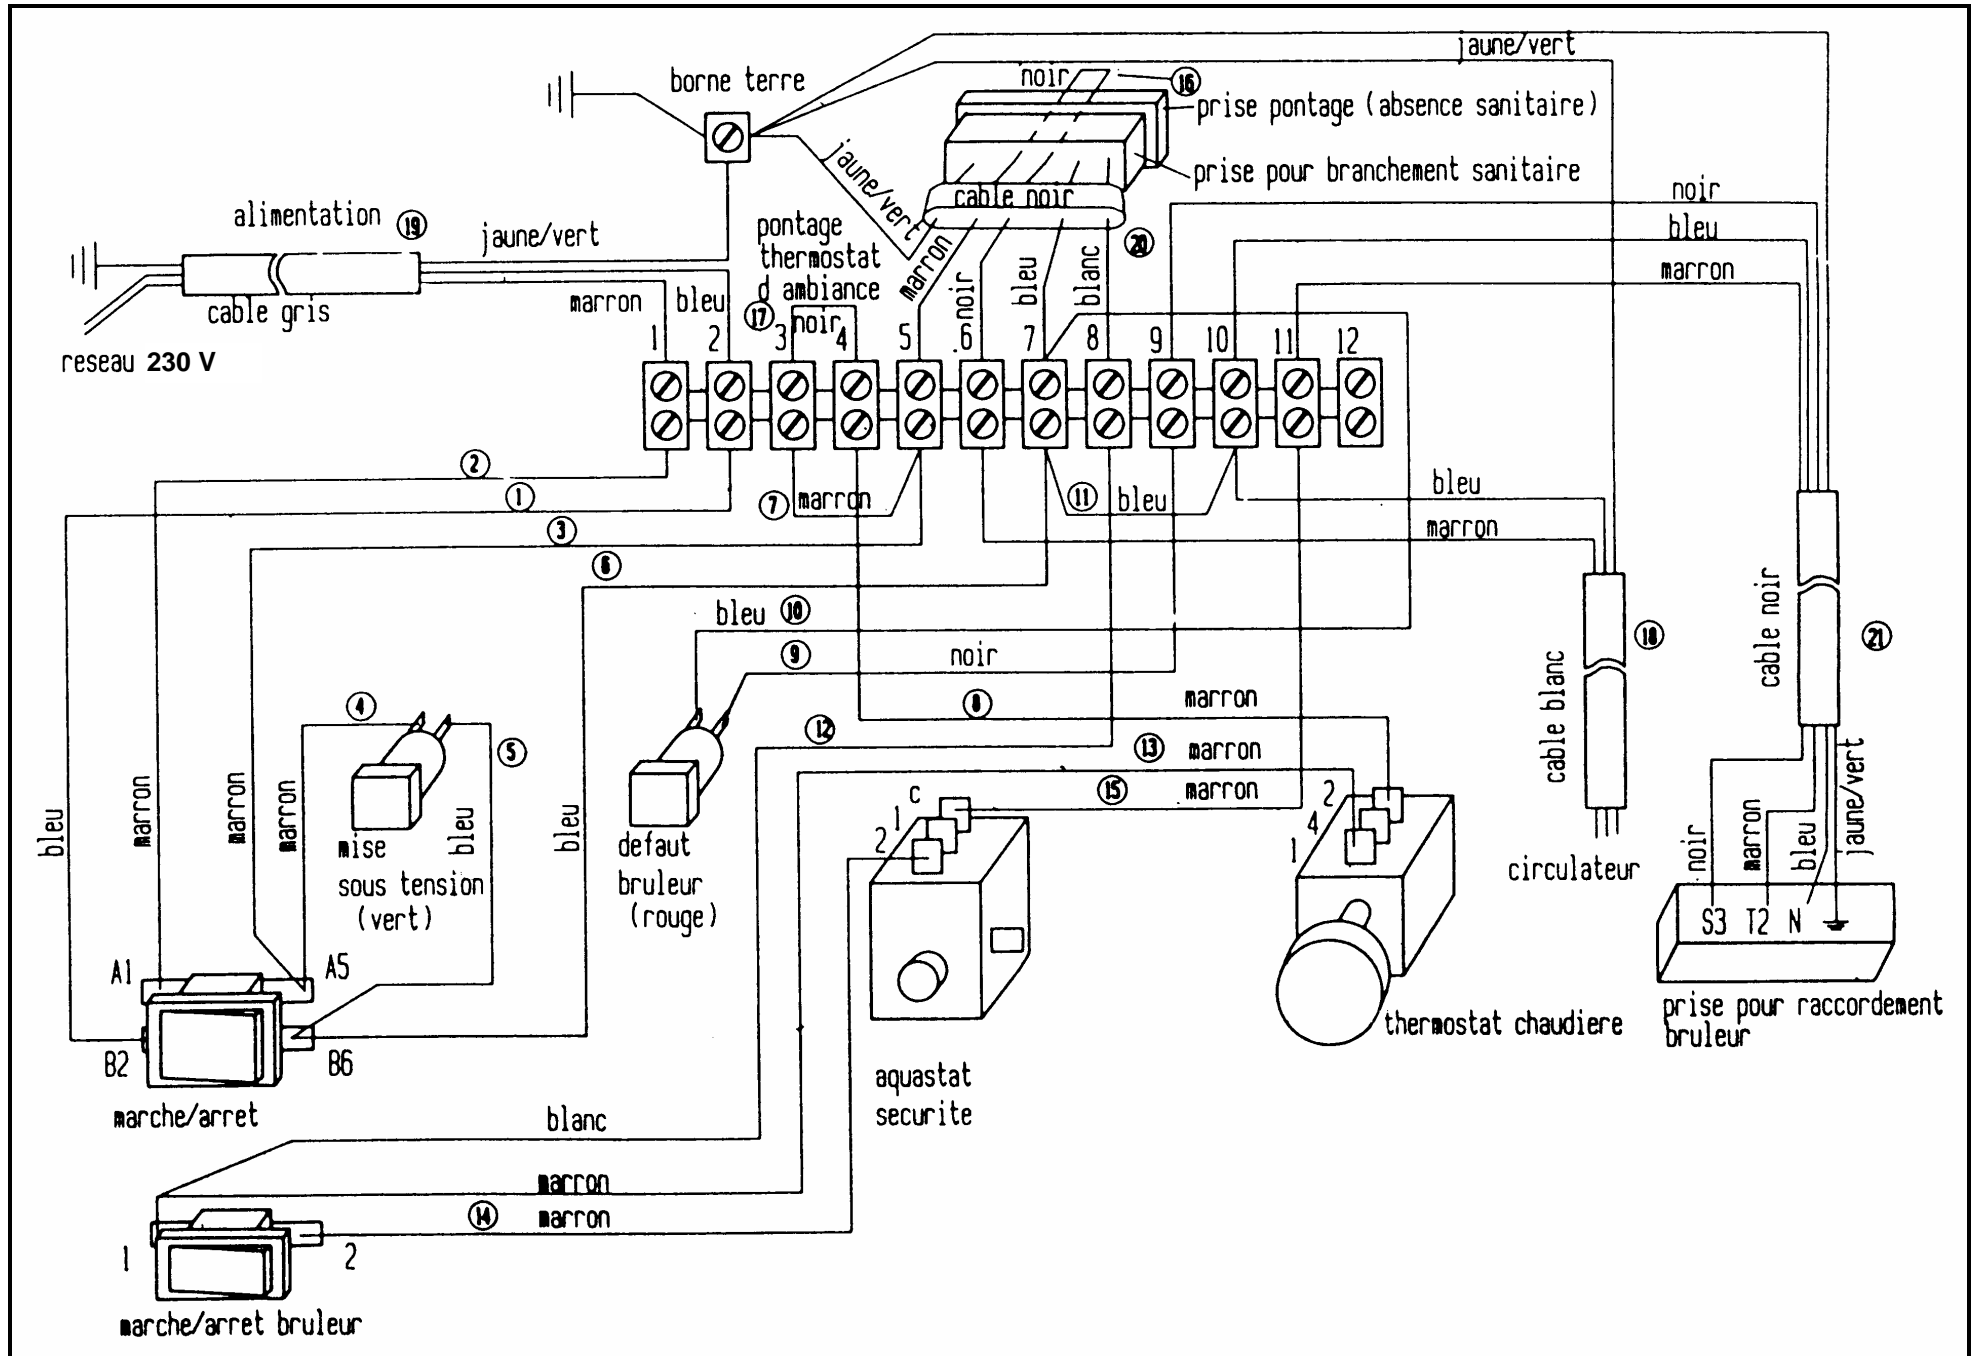 jaune/vert
borne terre
noir
16
prise pontage (absence sanitaire)
jaune/vert
prise pour branchement sanitaire
cable noir
noir
alimentation 19
jaune/vert
pontage
thermostat
d ambiance
17
noir
20
bleu
marron
marron
noir
bleu
blanc
cable gris
marron
bleu
reseau 230 V
1 2 3 4 5 6 7 8 9 10 11 12
2
1
7 marron
11 bleu
bleu
3
marron
6
bleu 10
cable noir
18
21
9
noir
cable blanc
4
8
marron
12
5
13 marron
15 marron
jaune/vert
bleu
marron
marron
marron
mise
sous tension
(vert)
bleu
bleu
defaut
bruleur
(rouge)
C
1
2
2
4
1
circulateur
noir
marron
bleu
S3 T2 N
A1
A5
B2
B6
marche/arret
aquastat
securite
thermostat chaudiere
prise pour raccordement
bruleur
blanc
marron
14 marron
1
2
marche/arret bruleur